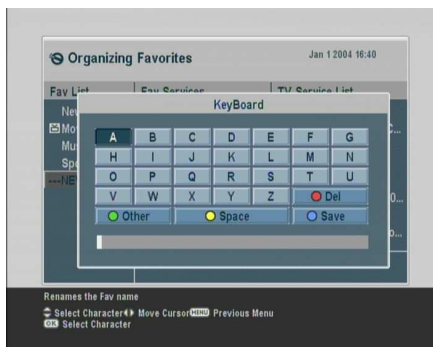 Organizing Favorites Jan 1 2004 16:40
Fav List Fav Services TV Service List
KeyBoard
A B C D E F G
H I J K L M N
O P Q R S T U
V W X Y Z Del
Other Space Save
Renames the Fav name
Select Character Move Cursor MENU Previous Menu
OK Select Character